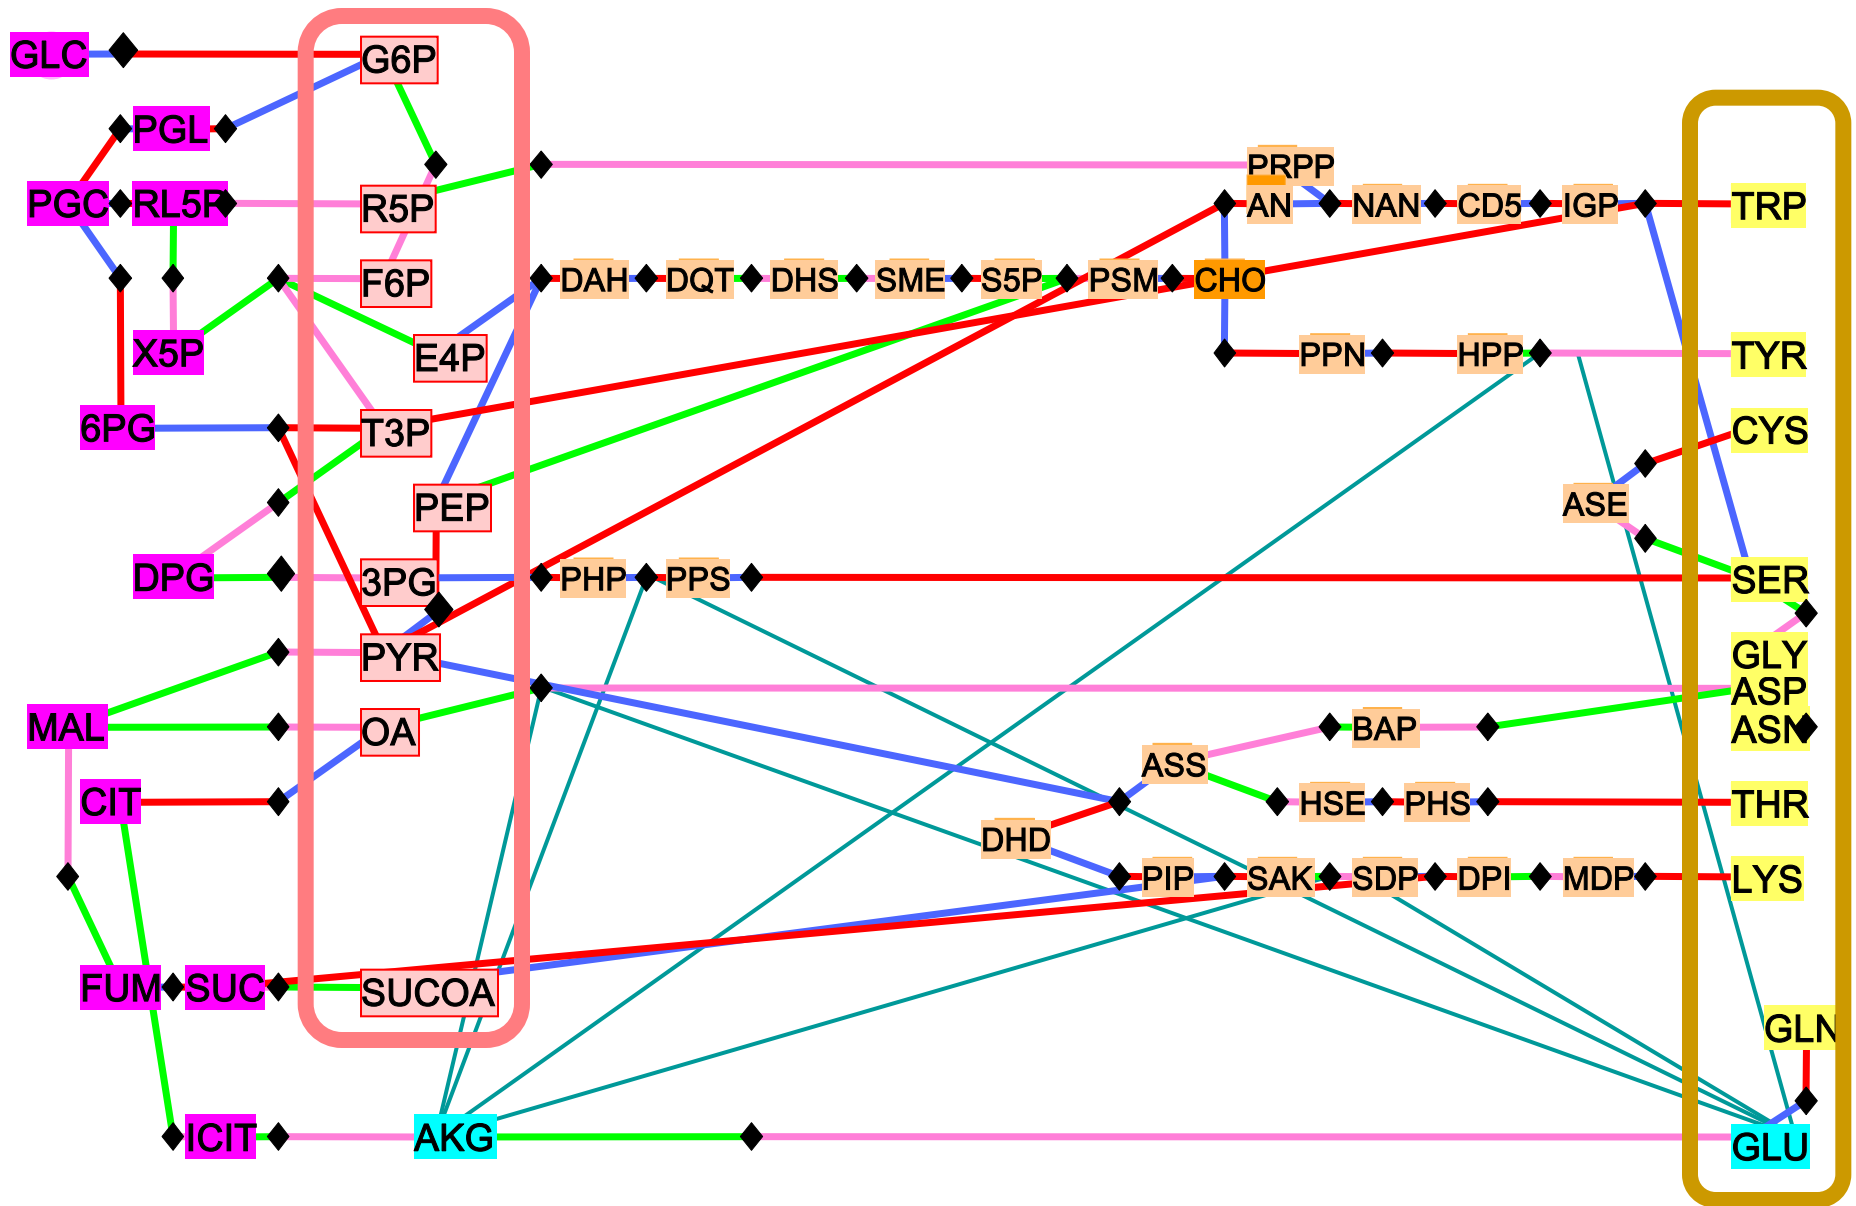 GLC
G6P
PGL
PRPP
PGC
RL5P
R5P
AN
NAN
CD5
IGP
TRP
F6P
DAH
DQT
DHS
SME
S5P
PSM
CHO
X5P
E4P
PPN
HPP
TYR
6PG
T3P
CYS
PEP
ASE
DPG
3PG
PHP
PPS
SER
PYR
GLY
ASP
MAL
OA
BAP
ASN
ASS
CIT
HSE
PHS
THR
DHD
PIP
SAK
SDP
DPI
MDP
LYS
FUM
SUC
SUCOA
GLN
ICIT
AKG
GLU